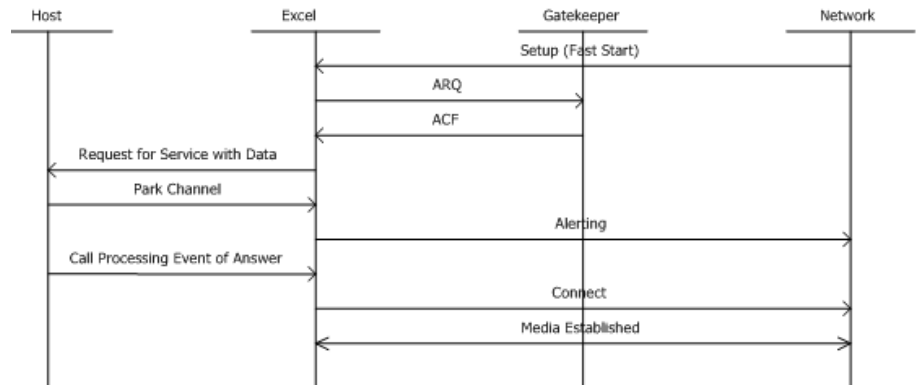 Host
Excel
Gatekeeper
Network
Setup (Fast Start)
ARQ
ACF
Request for Service with Data
Park Channel
Alerting
Call Processing Event of Answer
Connect
Media Established